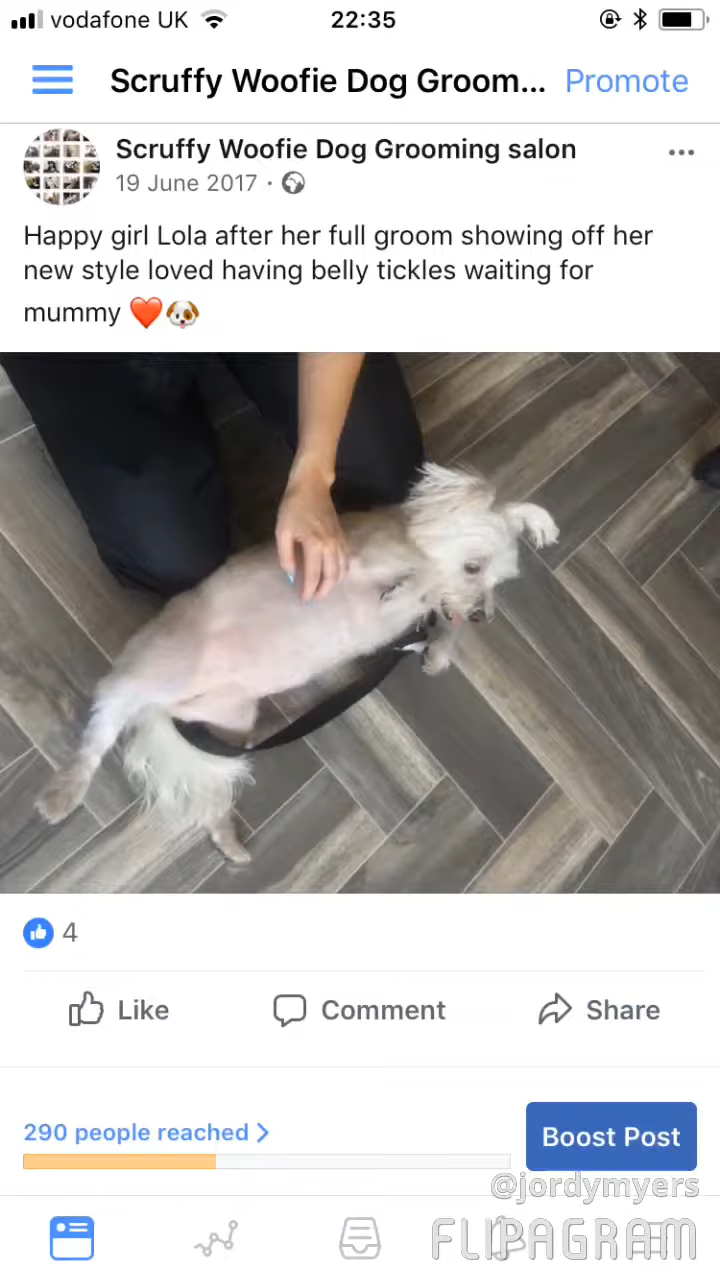 vodafone UK 22:35
Scruffy Woofie Dog Groom... Promote
Scruffy Woofie Dog Grooming salon
19 June 2017 ·
Happy girl Lola after her full groom showing off her
new style loved having belly tickles waiting for
mummy ❤️🐶
4
Like Comment Share
290 people reached
Boost Post
@jordymyers
FLIPAGRAM